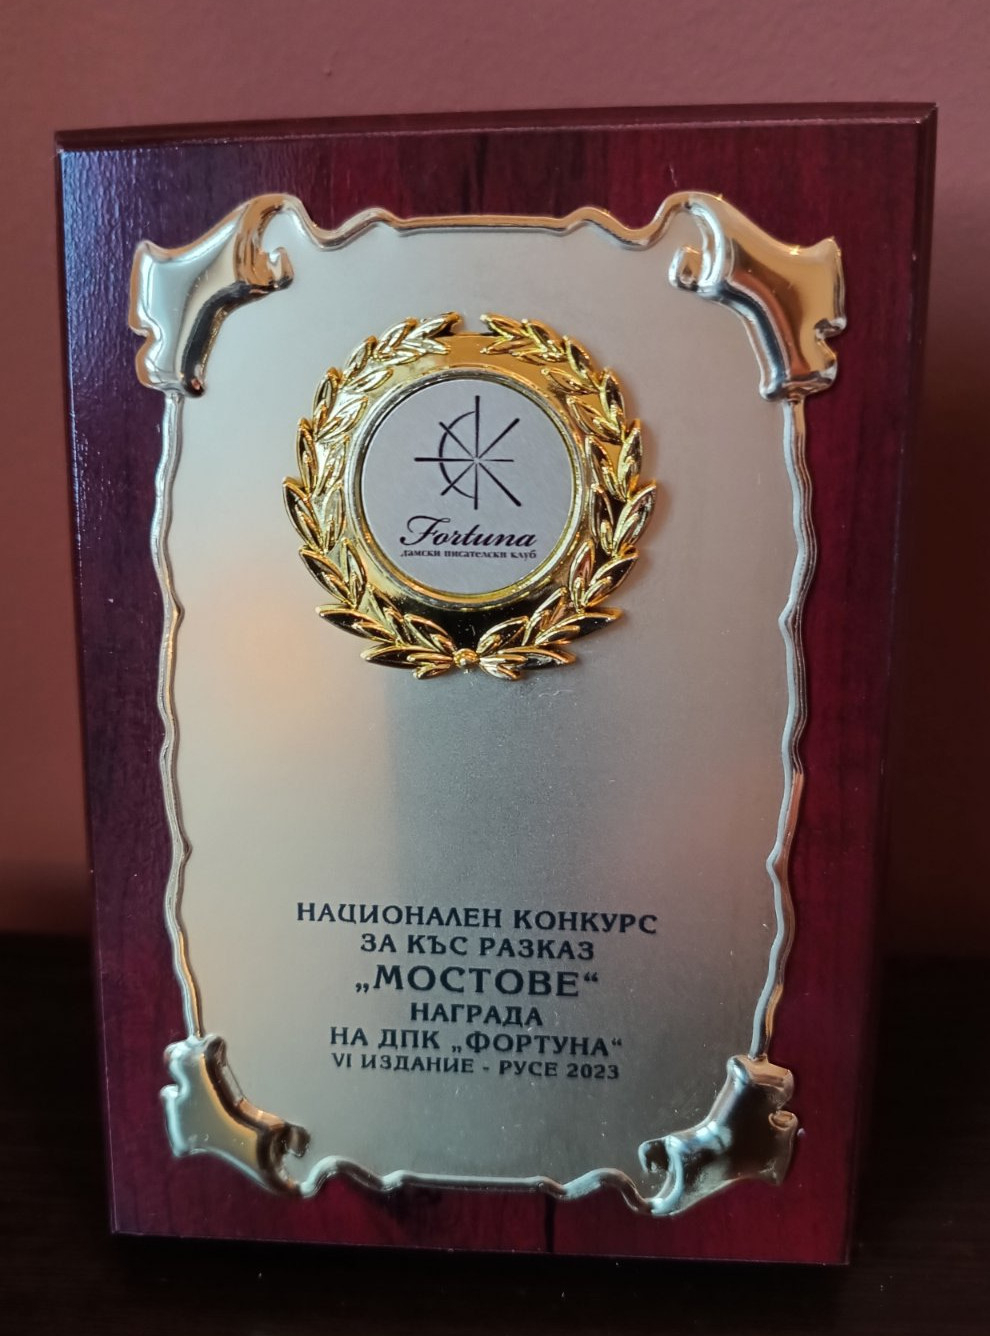 Fortuna
дамски писателски клуб
НАЦИОНАЛЕН КОНКУРС
ЗА КЪС РАЗКАЗ
„МОСТОВЕ“
НАГРАДА
НА ДПК „ФОРТУНА“
VI ИЗДАНИЕ - РУСЕ 2023